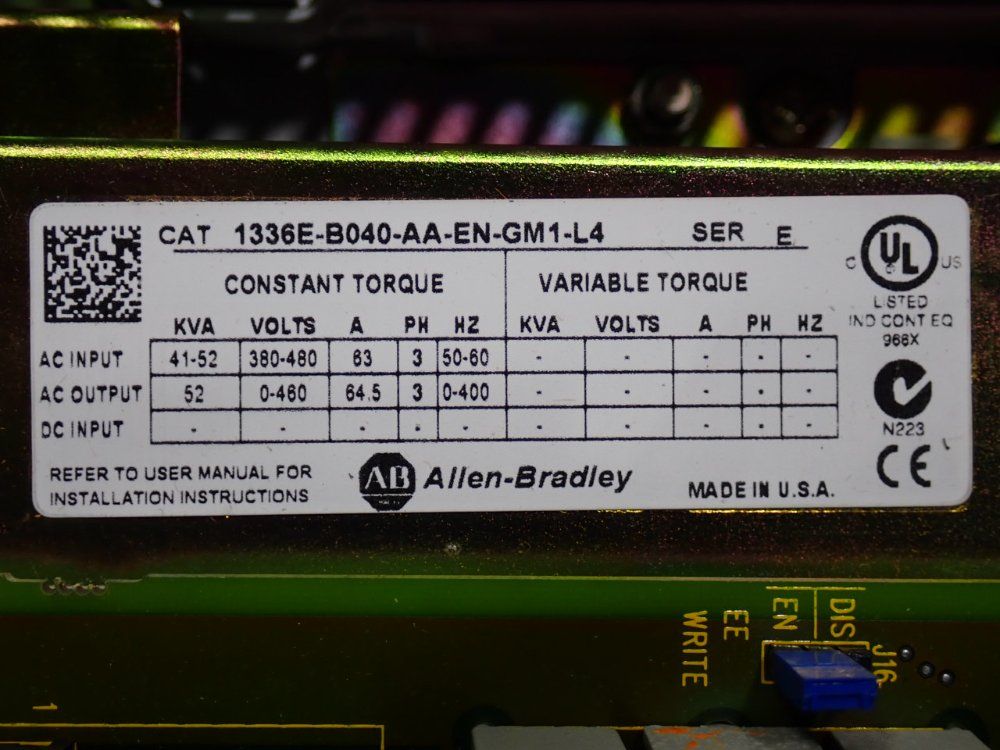 CAT 1336E-B040-AA-EN-GM1-L4 SER E
CONSTANT TORQUE VARIABLE TORQUE
KVA VOLTS A PH HZ KVA VOLTS A PH HZ
AC INPUT 41-52 380-480 63 3 50-60 - - - - -
AC OUTPUT 52 0-460 64.5 3 0-400 - - - - -
DC INPUT - - - - - - - - - -
REFER TO USER MANUAL FOR
INSTALLATION INSTRUCTIONS
AB Allen-Bradley
MADE IN U.S.A.
C UL US
LISTED
IND CONT EQ
966X
N223
CE
DIS
EN
EE
WRITE
J16
1